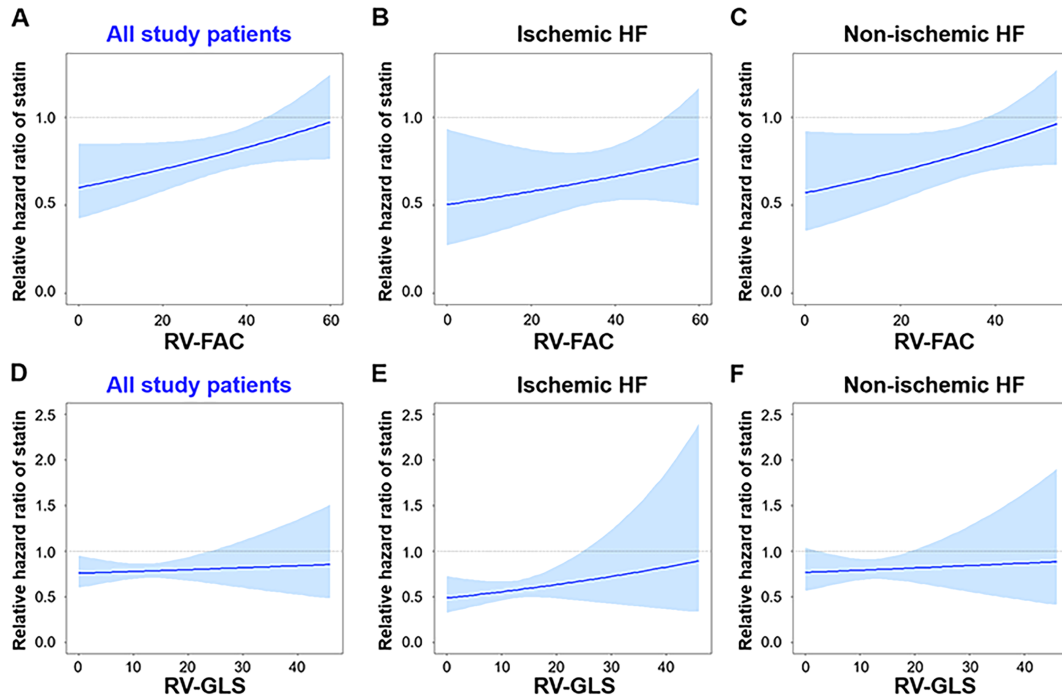 A
All study patients
Relative hazard ratio of statin
1.0
0.5
0.0
0 20 40 60
RV-FAC
B
Ischemic HF
Relative hazard ratio of statin
1.0
0.5
0.0
0 20 40 60
RV-FAC
C
Non-ischemic HF
Relative hazard ratio of statin
1.0
0.5
0.0
0 20 40
RV-FAC
D
All study patients
Relative hazard ratio of statin
2.5
2.0
1.5
1.0
0.5
0.0
0 10 20 30 40
RV-GLS
E
Ischemic HF
Relative hazard ratio of statin
2.5
2.0
1.5
1.0
0.5
0.0
0 10 20 30 40
RV-GLS
F
Non-ischemic HF
Relative hazard ratio of statin
2.5
2.0
1.5
1.0
0.5
0.0
0 10 20 30 40
RV-GLS